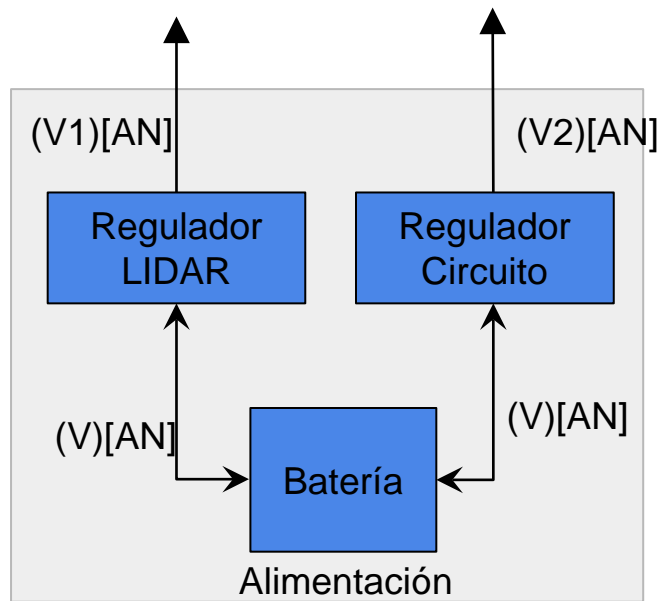 (V1)[AN]
(V2)[AN]
Regulador
LIDAR
Regulador
Circuito
(V)[AN]
(V)[AN]
Batería
Alimentación